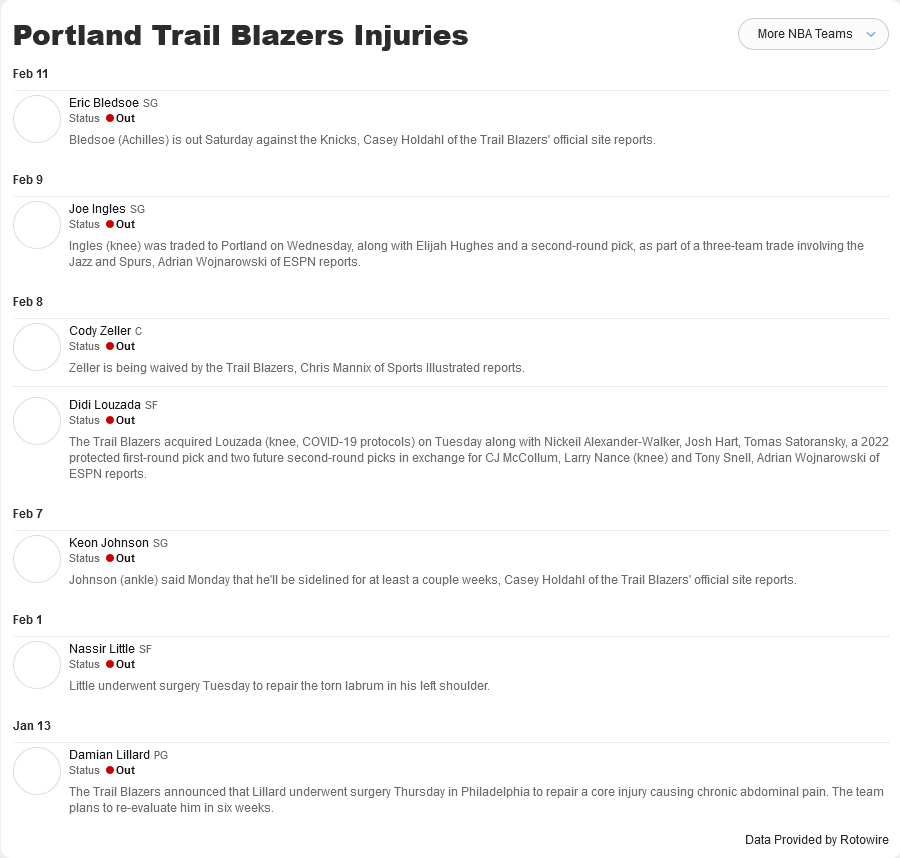 Portland Trail Blazers Injuries
More NBA Teams
Feb 11
Eric Bledsoe SG
Status Out
Bledsoe (Achilles) is out Saturday against the Knicks, Casey Holdahl of the Trail Blazers' official site reports.
Feb 9
Joe Ingles SG
Status Out
Ingles (knee) was traded to Portland on Wednesday, along with Elijah Hughes and a second-round pick, as part of a three-team trade involving the
Jazz and Spurs, Adrian Wojnarowski of ESPN reports.
Feb 8
Cody Zeller C
Status Out
Zeller is being waived by the Trail Blazers, Chris Mannix of Sports Illustrated reports.
Didi Louzada SF
Status Out
The Trail Blazers acquired Louzada (knee, COVID-19 protocols) on Tuesday along with Nickeil Alexander-Walker, Josh Hart, Tomas Satoransky, a 2022
protected first-round pick and two future second-round picks in exchange for CJ McCollum, Larry Nance (knee) and Tony Snell, Adrian Wojnarowski of
ESPN reports.
Feb 7
Keon Johnson SG
Status Out
Johnson (ankle) said Monday that he'll be sidelined for at least a couple weeks, Casey Holdahl of the Trail Blazers' official site reports.
Feb 1
Nassir Little SF
Status Out
Little underwent surgery Tuesday to repair the torn labrum in his left shoulder.
Jan 13
Damian Lillard PG
Status Out
The Trail Blazers announced that Lillard underwent surgery Thursday in Philadelphia to repair a core injury causing chronic abdominal pain. The team
plans to re-evaluate him in six weeks.
Data Provided by Rotowire